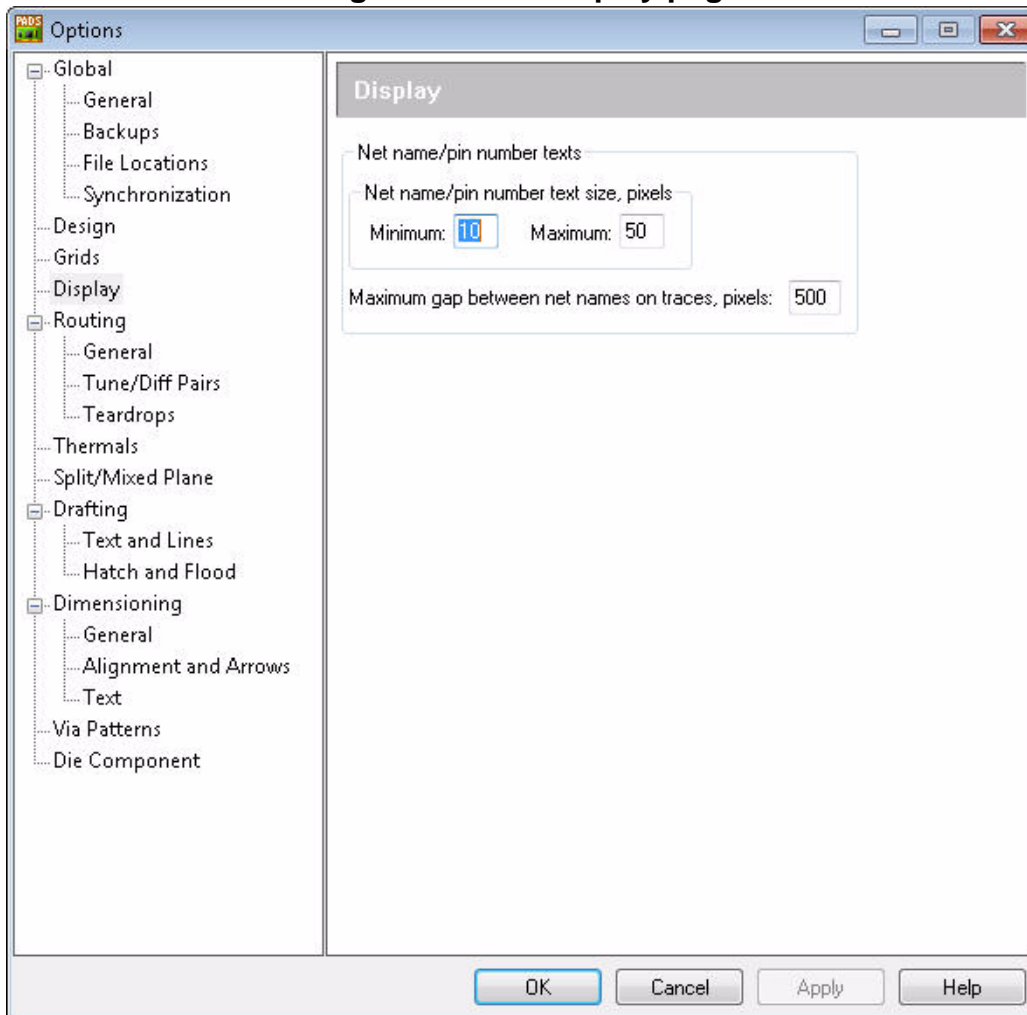 PADS
Options
Global
General
Backups
File Locations
Synchronization
Design
Grids
Display
Routing
General
Tune/Diff Pairs
Teardrops
Thermals
Split/Mixed Plane
Drafting
Text and Lines
Hatch and Flood
Dimensioning
General
Alignment and Arrows
Text
Via Patterns
Die Component
Display
Net name/pin number texts
Net name/pin number text size, pixels
Minimum: 10 Maximum: 50
Maximum gap between net names on traces, pixels: 500
OK Cancel Apply Help